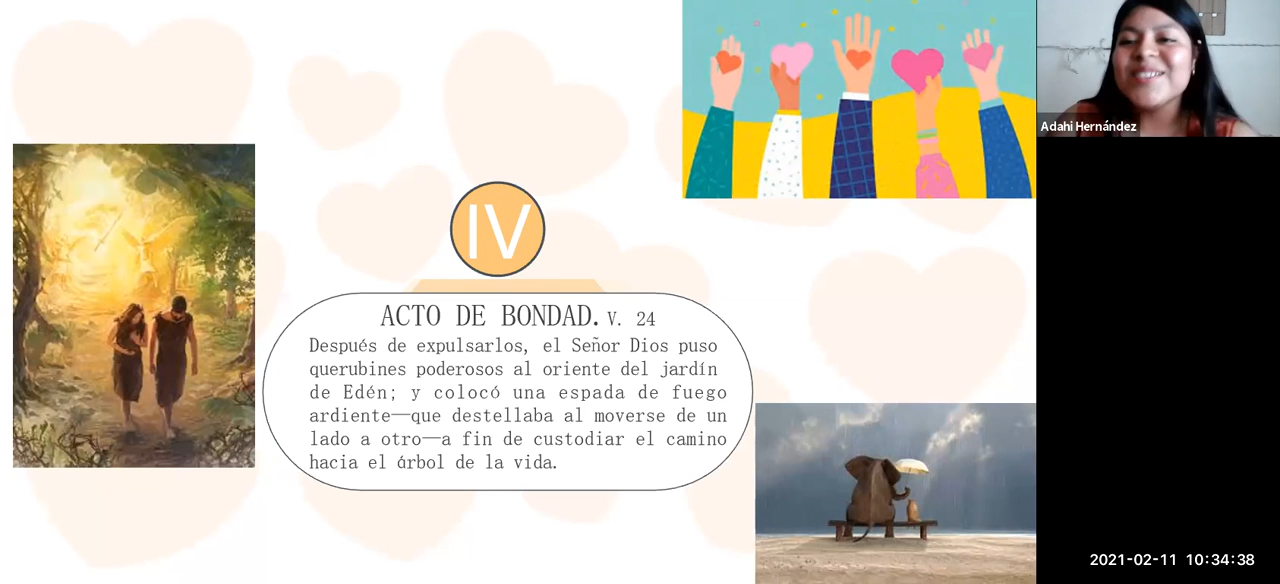 IV
ACTO DE BONDAD. V. 24
Después de expulsarlos, el Señor Dios puso
querubines poderosos al oriente del jardín
de Edén; y colocó una espada de fuego
ardiente—que destellaba al moverse de un
lado a otro—a fin de custodiar el camino
hacia el árbol de la vida.
Adahi Hernández
2021-02-11 10:34:38